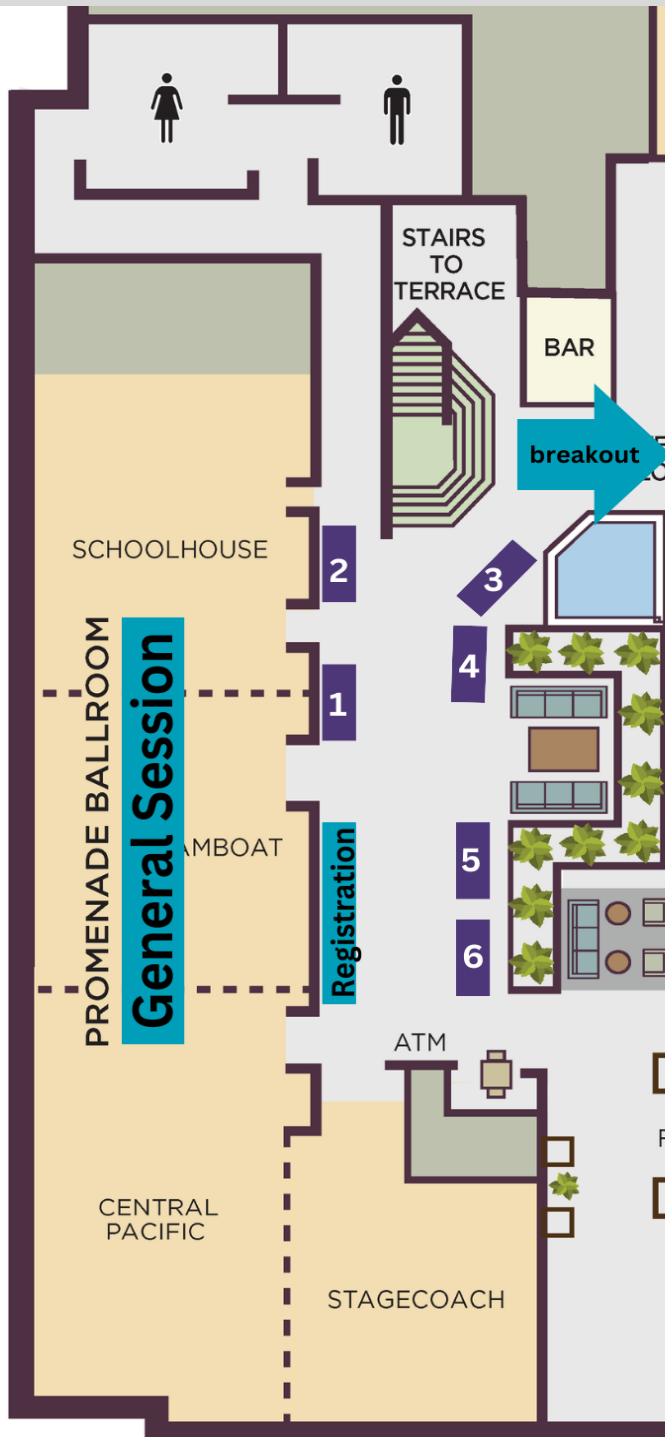 STAIRS
TO
TERRACE
BAR
breakout
SCHOOLHOUSE
2
3
4
1
PROMENADE BALLROOM
General Session
AMBOAT
Registration
5
6
ATM
CENTRAL
PACIFIC
STAGECOACH